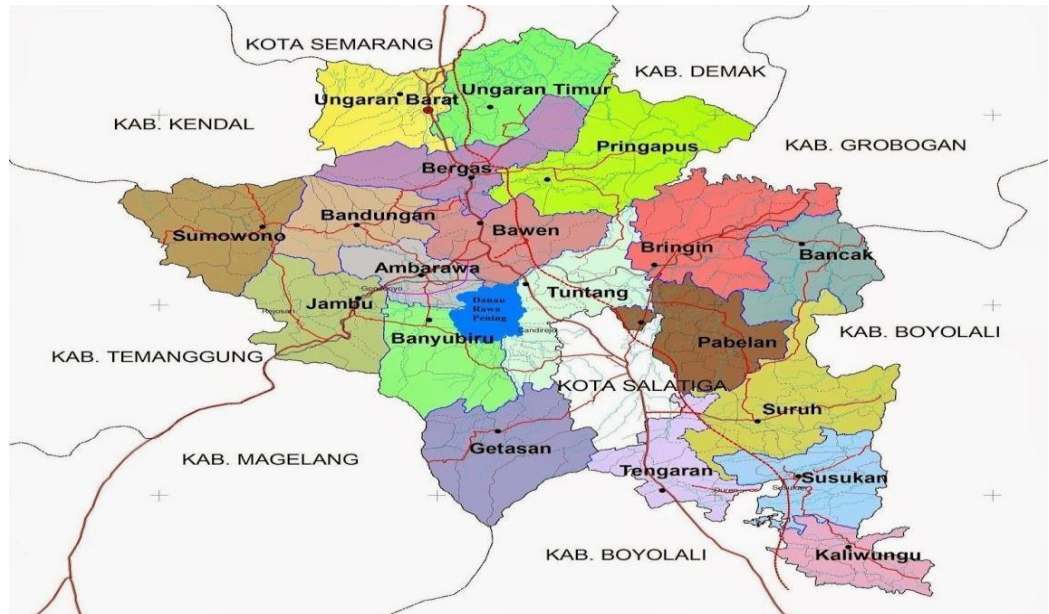 KOTA SEMARANG
Ungaran Timur
KAB. DEMAK
Ungaran Barat
KAB. KENDAL
Pringapus
KAB. GROBOGAN
Bergas
Bandungan
Sumowono
Bawen
Bringin
Bancak
Ambarawa
Tuntang
Jambu
Danau
Rawa
Pening
KAB. BOYOLALI
Banyubiru
Pabelan
KAB. TEMANGGUNG
KOTA SALATIGA
Suruh
Getasan
KAB. MAGELANG
Tengaran
Susukan
KAB. BOYOLALI
Kaliwungu